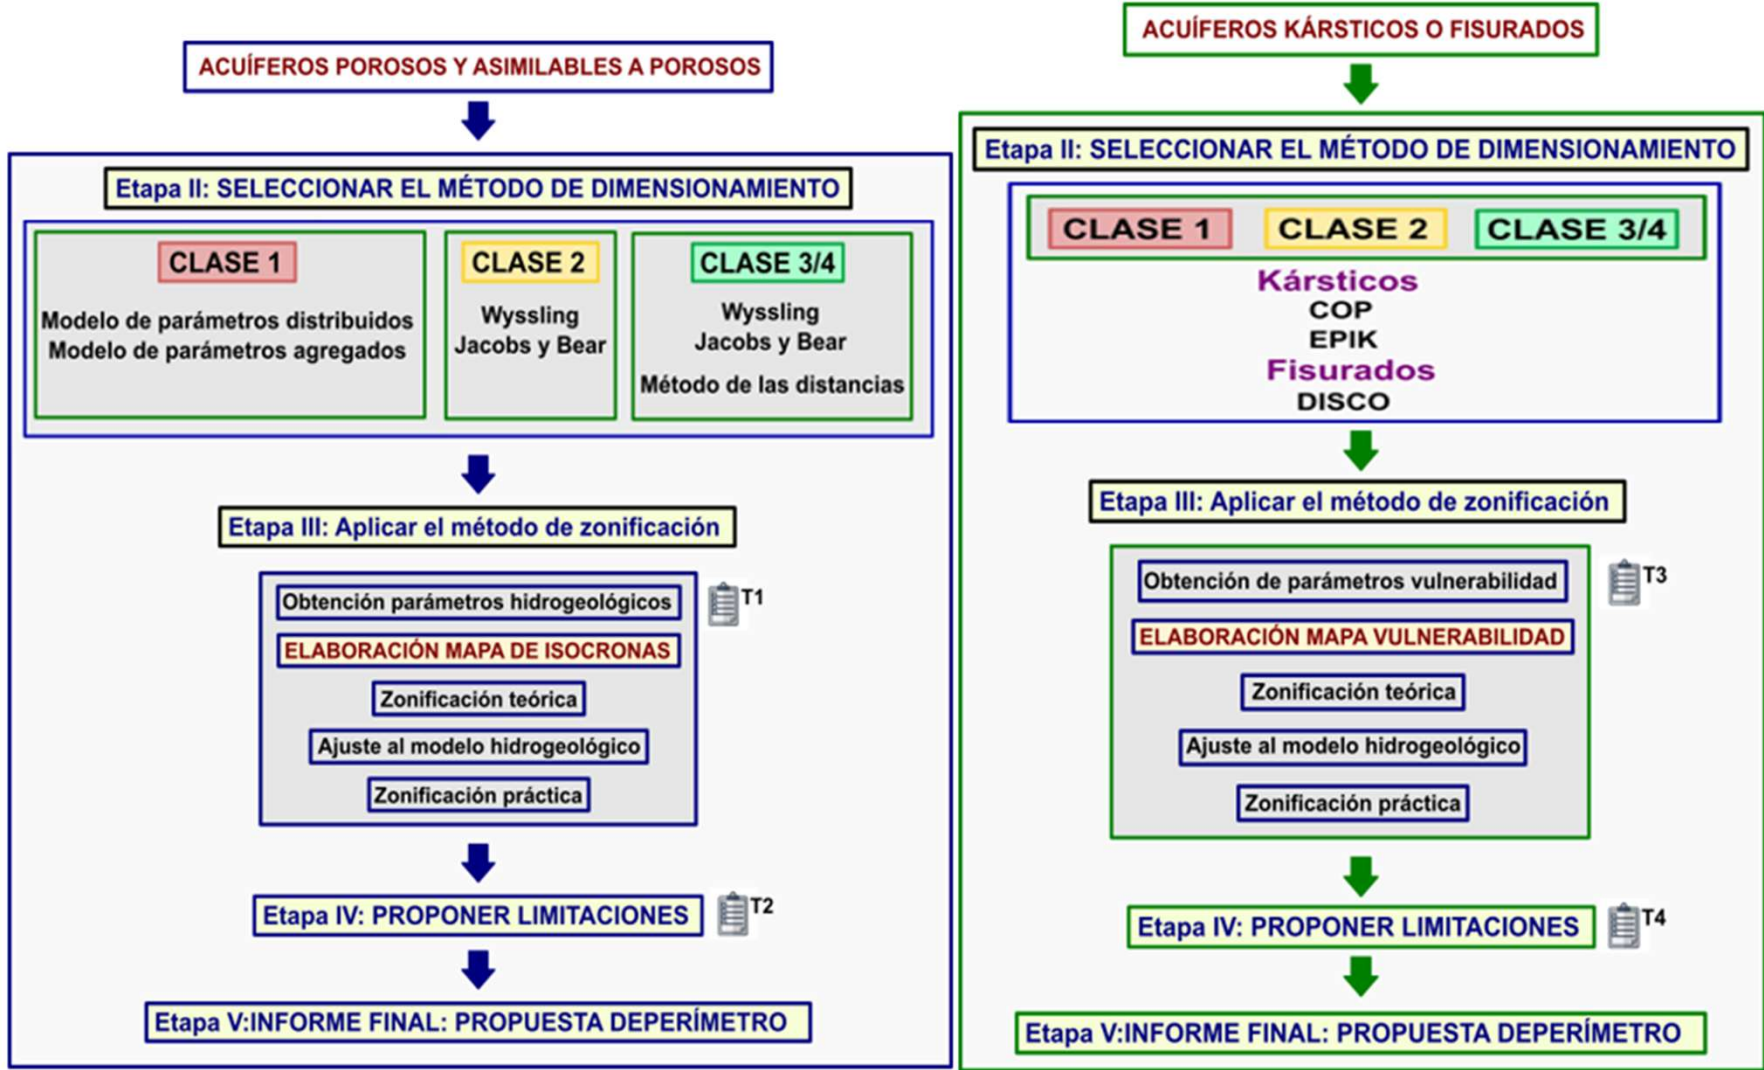 ACUÍFEROS POROSOS Y ASIMILABLES A POROSOS
Etapa II: SELECCIONAR EL MÉTODO DE DIMENSIONAMIENTO
CLASE 1
Modelo de parámetros distribuidos
Modelo de parámetros agregados
CLASE 2
Wyssling
Jacobs y Bear
CLASE 3/4
Wyssling
Jacobs y Bear
Método de las distancias
Etapa III: Aplicar el método de zonificación
Obtención parámetros hidrogeológicos
T1
ELABORACIÓN MAPA DE ISOCRONAS
Zonificación teórica
Ajuste al modelo hidrogeológico
Zonificación práctica
Etapa IV: PROPONER LIMITACIONES
T2
Etapa V:INFORME FINAL: PROPUESTA DEPERÍMETRO
ACUÍFEROS KÁRSTICOS O FISURADOS
Etapa II: SELECCIONAR EL MÉTODO DE DIMENSIONAMIENTO
CLASE 1
CLASE 2
CLASE 3/4
Kársticos
COP
EPIK
Fisurados
DISCO
Etapa III: Aplicar el método de zonificación
Obtención de parámetros vulnerabilidad
T3
ELABORACIÓN MAPA VULNERABILIDAD
Zonificación teórica
Ajuste al modelo hidrogeológico
Zonificación práctica
Etapa IV: PROPONER LIMITACIONES
T4
Etapa V:INFORME FINAL: PROPUESTA DEPERÍMETRO